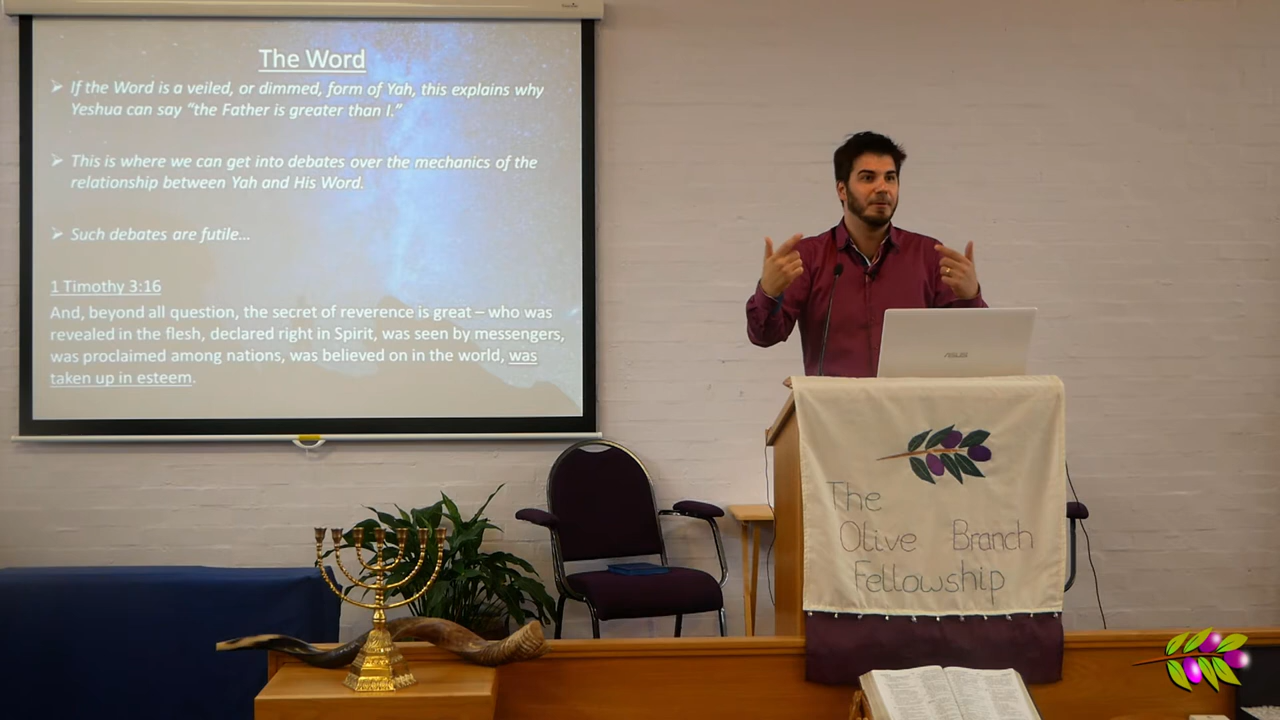 The Word
If the Word is a veiled, or dimmed, form of Yah, this explains why
Yeshua can say “the Father is greater than I.”
This is where we can get into debates over the mechanics of the
relationship between Yah and His Word.
Such debates are futile…
1 Timothy 3:16
And, beyond all question, the secret of reverence is great – who was
revealed in the flesh, declared right in Spirit, was seen by messengers,
was proclaimed among nations, was believed on in the world, was
taken up in esteem.
ASUS
The
Olive Branch
Fellowship